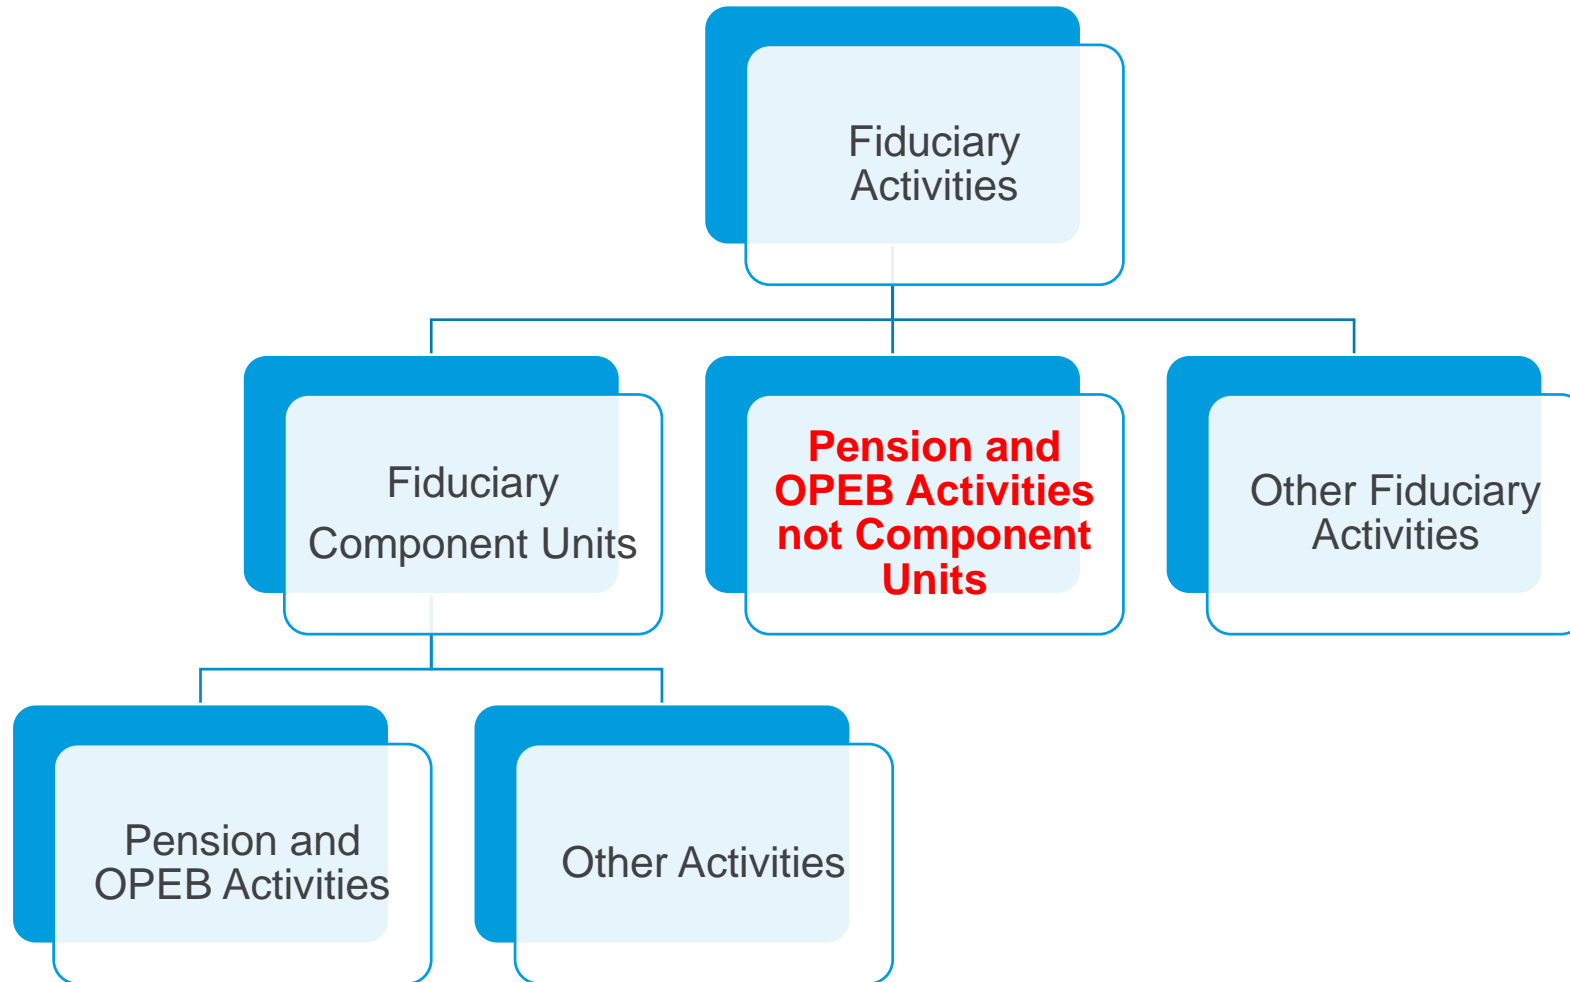 Fiduciary
Activities
Fiduciary
Component Units
Pension and
OPEB Activities
not Component
Units
Other Fiduciary
Activities
Pension and
OPEB Activities
Other Activities